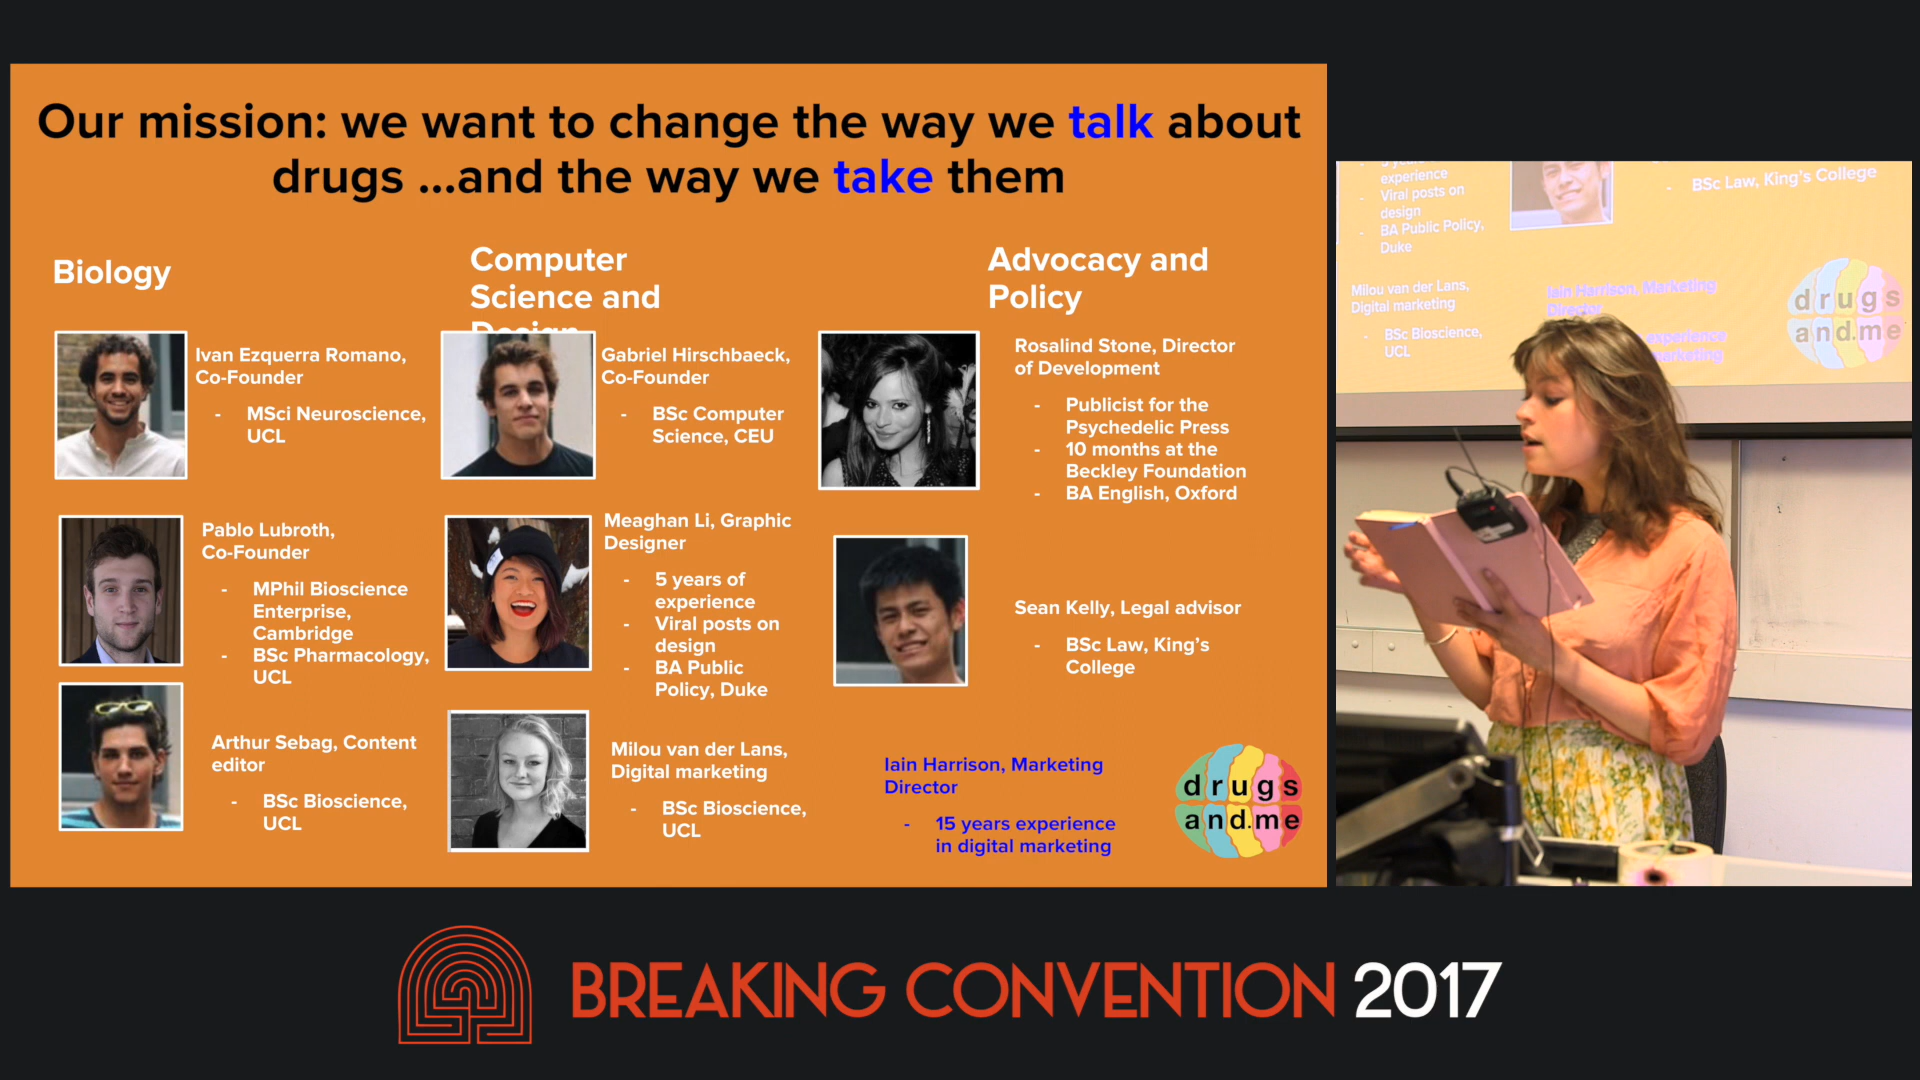 Our mission: we want to change the way we talk about
drugs ...and the way we take them
Biology
Ivan Ezquerra Romano,
Co-Founder
- MSci Neuroscience,
UCL
Pablo Lubroth,
Co-Founder
- MPhil Bioscience
Enterprise,
Cambridge
- BSc Pharmacology,
UCL
Arthur Sebag, Content
editor
- BSc Bioscience,
UCL
Computer
Science and
Design
Gabriel Hirschbaeck,
Co-Founder
- BSc Computer
Science, CEU
Meaghan Li, Graphic
Designer
- 5 years of
experience
- Viral posts on
design
- BA Public
Policy, Duke
Milou van der Lans,
Digital marketing
- BSc Bioscience,
UCL
Advocacy and
Policy
Rosalind Stone, Director
of Development
- Publicist for the
Psychedelic Press
- 10 months at the
Beckley Foundation
- BA English, Oxford
Sean Kelly, Legal advisor
- BSc Law, King's
College
Iain Harrison, Marketing
Director
- 15 years experience
in digital marketing
drugs
and.me
experience
- Viral posts on
design
- BA Public Policy,
Duke
Milou van der Lans,
Digital marketing
- BSc Bioscience,
UCL
- BSc Law, King's College
Iain Harrison, Marketing
Director
experience
marketing
drugs
and.me
BREAKING CONVENTION 2017